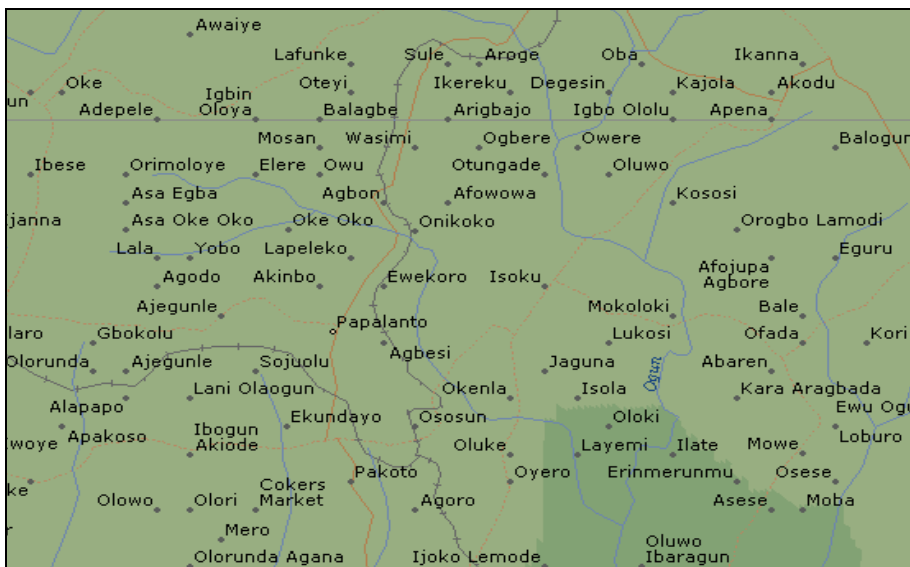 Awaiye
Lafunke Sule Aroge Oba Ikanna
Oke Igbin Oteyi Ikereku Degesin Kajola Akodu
un
Adepele Oloya Balagbe Arigbajo Igbo Ololu Apena
Mosan Wasimi Ogbere Owere Balogun
Ibese Orimoloye Elere Owu Otungade Oluwo
Asa Egba Agbon Afowowa Kososi
janna Asa Oke Oko Oke Oko Onikoko Orogbo Lamodi
Lala Yobo Lapeleko Afojupa Eguru
Agodo Akinbo Ewekoro Isoku Agbore
Ajegunle Mokoloki Bale
laro Gbokolu Papalanto Lukosi Ofada Kori
Olorunda Ajegunle Sojuolu Agbesi Jaguna Ogun Abaren
Lani Olaogun Okenla Isola Kara Aragbada
Alapapo Ekundayo Ososun Oloki Ewu Ogu
Iwoye Apakoso Ibogun Loburo
Akiode Oluke Layemi Ilate Mowe
ke Cokers Pakoto Oyero Erinmerunmu Osese
Olowo Olori Market Agoro Asese Moba
r Mero
Oluwo
Olorunda Agana Ijoko Lemode Ibaragun